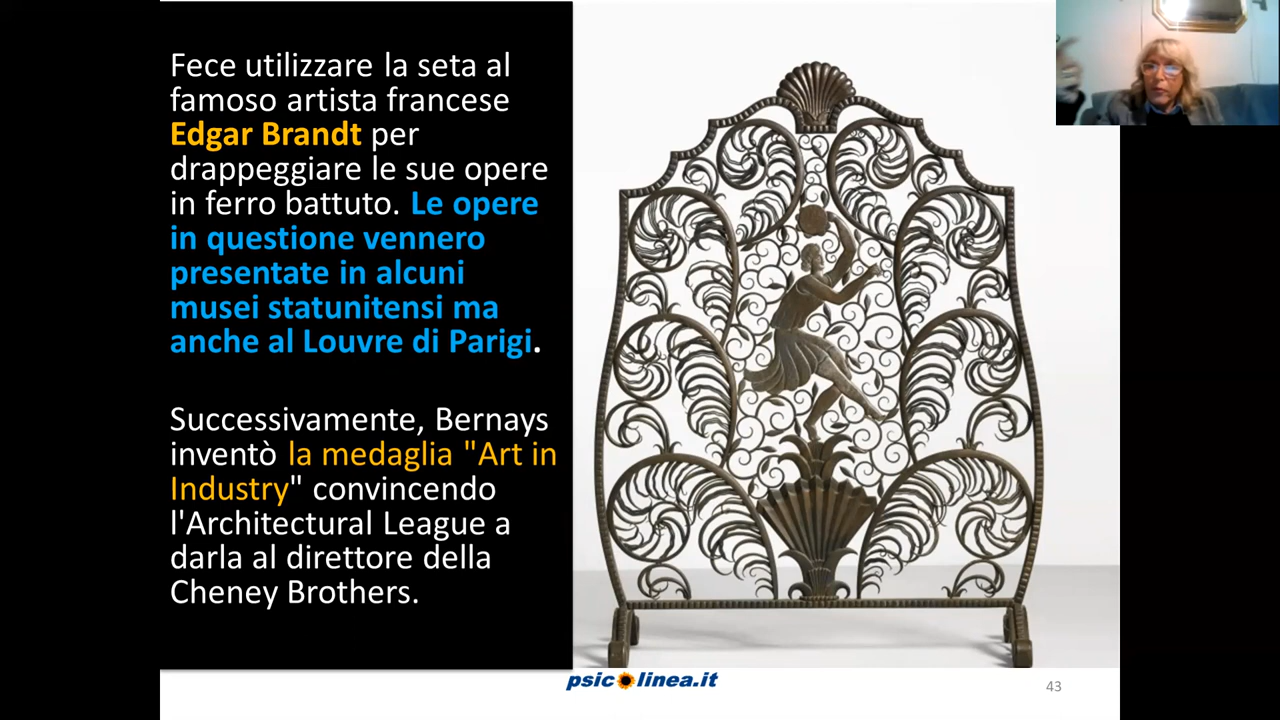 Fece utilizzare la seta al
famoso artista francese
Edgar Brandt per
drappeggiare le sue opere
in ferro battuto. Le opere
in questione vennero
presentate in alcuni
musei statunitensi ma
anche al Louvre di Parigi.
Successivamente, Bernays
inventò la medaglia "Art in
Industry" convincendo
l'Architectural League a
darla al direttore della
Cheney Brothers.
psicolinea.it
43